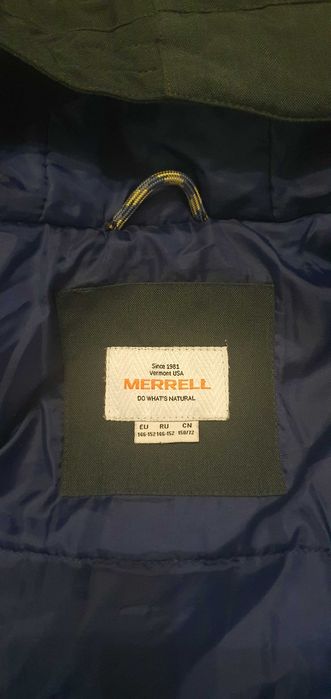 Since 1981
Vermont USA
MERRELL
DO WHAT'S NATURAL
EU RU CN
146-152 146-152 150/72